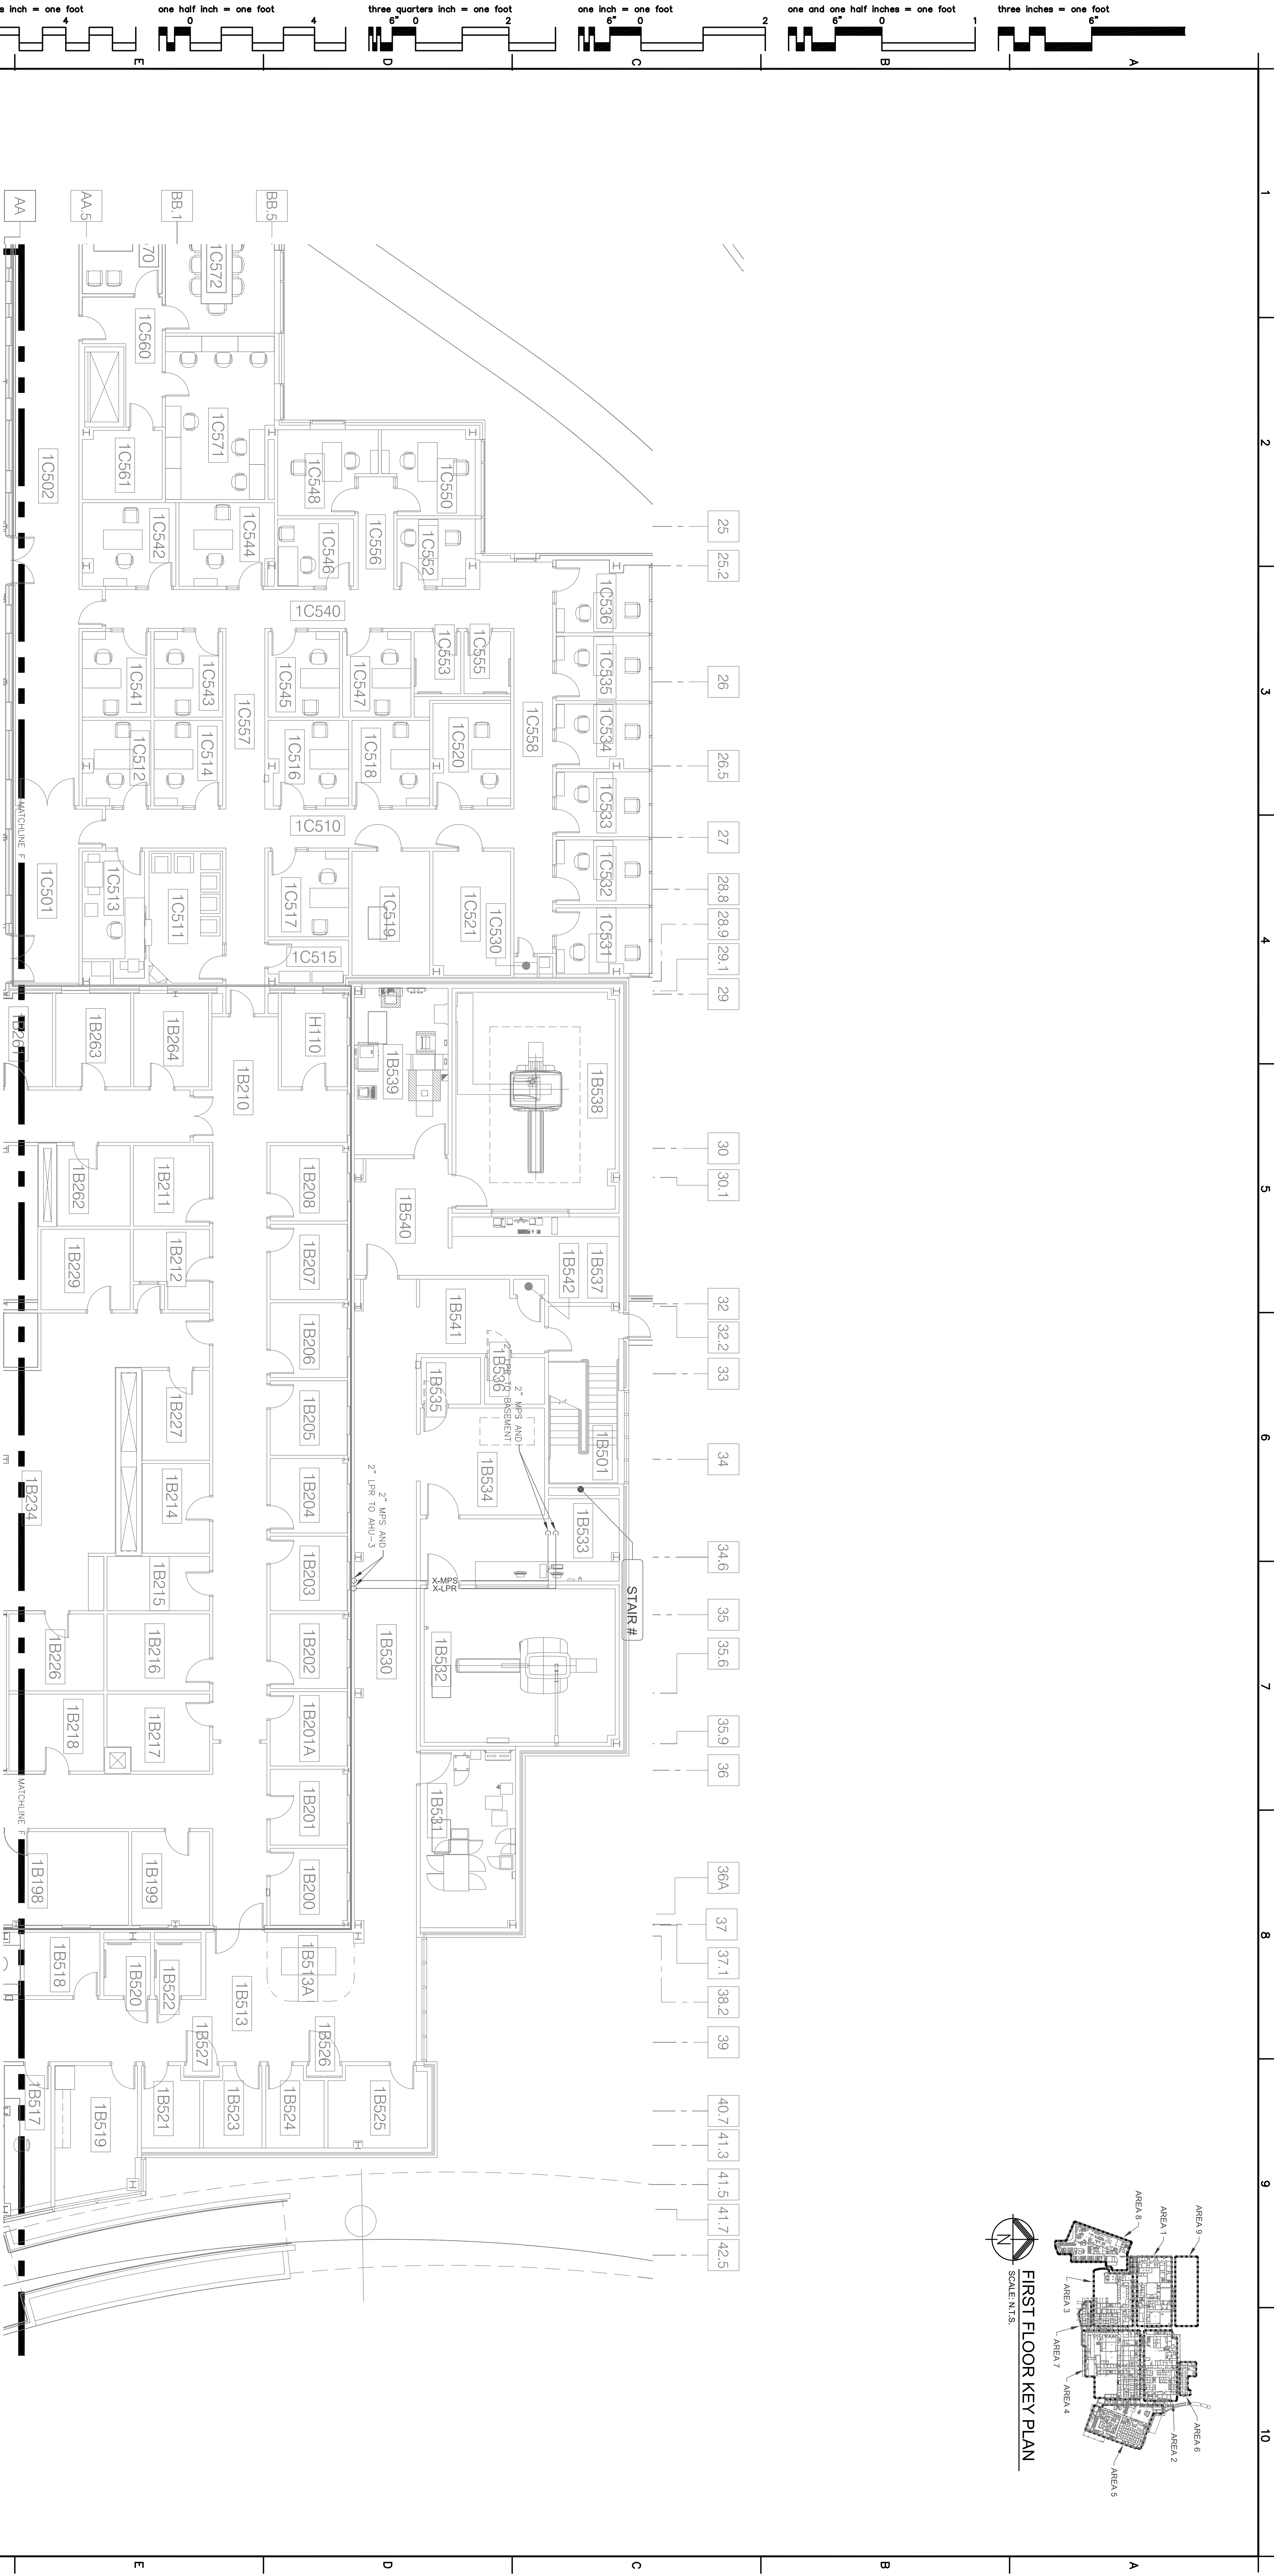 s inch = one foot
one half inch = one foot
three quarters inch = one foot
one inch = one foot
one and one half inches = one foot
three inches = one foot
4
0
4
6" 0
2
6" 0
2
6"
0
1
6"
E
D
C
B
A
1
2
3
4
5
6
7
8
9
10
AA
AA.5
BB.1
BB.5
25
25.2
26
26.5
27
28.8
28.9
29.1
29
30
30.1
32
32.2
33
34
34.6
35
35.6
35.9
36
36A
37
37.1
38.2
39
40.7
41.3
41.5
41.7
42.5
70
1C572
1C560
1C571
1C561
1C502
1C548
1C550
1C542
1C544
1C546
1C556
1C552
1C540
1C536
1C535
1C534
1C533
1C532
1C531
1C541
1C543
1C557
1C545
1C547
1C553
1C555
1C558
1C512
1C514
1C516
1C518
1C520
1C510
MATCHLINE F
1C501
1C513
1C511
1C517
1C515
1C519
1C521
1C530
1B261
1B263
1B264
1B210
H110
1B539
1B538
1B262
1B211
1B208
1B540
1B229
1B212
1B207
1B542
1B537
1B541
1B206
1B536
1B535
1B227
1B205
2" MPS AND
2" LPR TO BASEMENT
1B501
1B234
1B214
1B204
1B534
1B533
2" MPS AND
2" LPR TO AHU-3
X-MPS
X-LPR
STAIR #
1B215
1B203
1B226
1B216
1B202
1B530
1B532
1B218
1B217
1B201A
MATCHLINE F
1B201
1B531
1B198
1B199
1B200
1B518
1B520
1B522
1B513
1B513A
1B527
1B526
1B517
1B519
1B521
1B523
1B524
1B525
AREA 9
AREA 1
AREA 8
AREA 3
AREA 7
AREA 4
AREA 6
AREA 2
AREA 5
N
FIRST FLOOR KEY PLAN
SCALE: N.T.S.
E
D
C
B
A